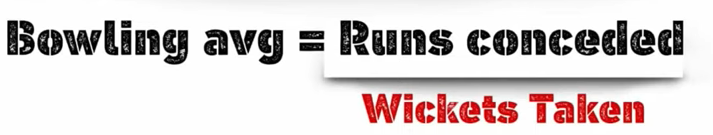 Bowling avg = Runs conceded
Wickets Taken